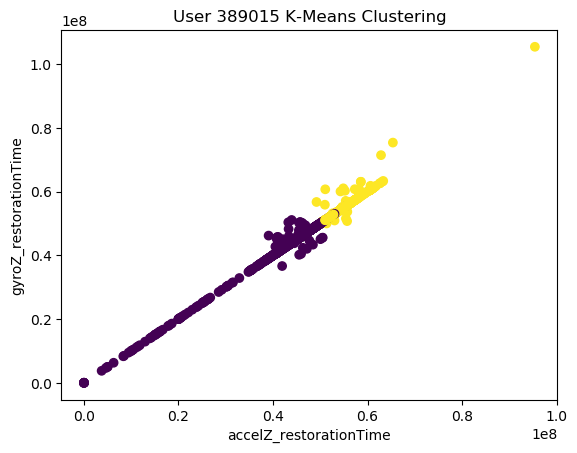 User 389015 K-Means Clustering
1e8
1.0
0.8
0.6
0.4
0.2
0.0
gyroZ_restorationTime
0.0 0.2 0.4 0.6 0.8 1.0
1e8
accelZ_restorationTime